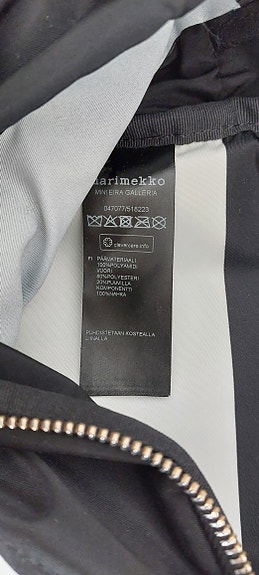 marimekko
MINI EIRA GALLERIA
047077/518223
clevercare.info
FI PÄÄMATERIAALI
100%POLYAMIDI
VUORI
80%POLYESTERI
20%PUUVILLA
KOMPONENTTI
100%NAHKA
PUHDISTETAAN KOSTEALLA
LIINALLA